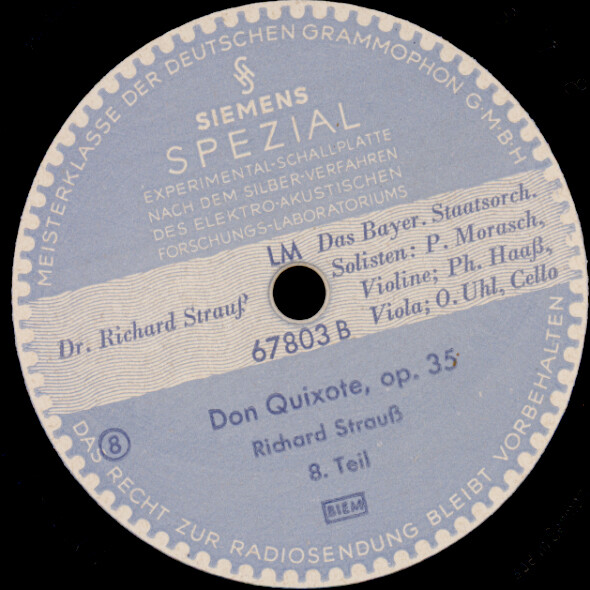 MEISTERKLASSE DER DEUTSCHEN GRAMMOPHON G·M·B·H
SIEMENS
SPEZIAL
EXPERIMENTAL-SCHALLPLATTE
NACH DEM SILBER-VERFAHREN
DES ELEKTRO-AKUSTISCHEN
FORSCHUNGS-LABORATORIUMS
Dr. Richard Strauß
LM
Das Bayer. Staatsorch.
Solisten: P. Morasch,
Violine; Ph. Haaß,
Viola; O. Uhl, Cello
67803 B
Don Quixote, op. 35
Richard Strauß
8. Teil
8
BIEM
DAS RECHT ZUR RADIOSENDUNG BLEIBT VORBEHALTEN